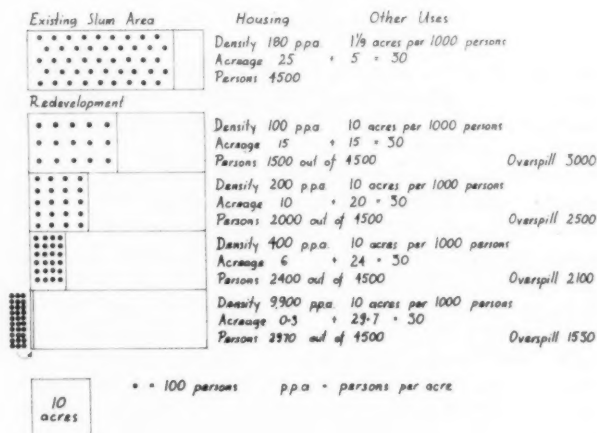 Existing Slum Area Housing Other Uses
Density 180 p.p.a. 1 1/9 acres per 1000 persons
Acreage 25 + 5 = 30
Persons 4500
Redevelopment
Density 100 p.p.a. 10 acres per 1000 persons
Acreage 15 + 15 = 30
Persons 1500 out of 4500 Overspill 3000
Density 200 p.p.a. 10 acres per 1000 persons
Acreage 10 + 20 = 30
Persons 2000 out of 4500 Overspill 2500
Density 400 p.p.a. 10 acres per 1000 persons
Acreage 6 + 24 = 30
Persons 2400 out of 4500 Overspill 2100
Density 9,900 p.p.a. 10 acres per 1000 persons
Acreage 0·3 + 29·7 = 30
Persons 2970 out of 4500 Overspill 1530
10
acres
• = 100 persons p.p.a = persons per acre